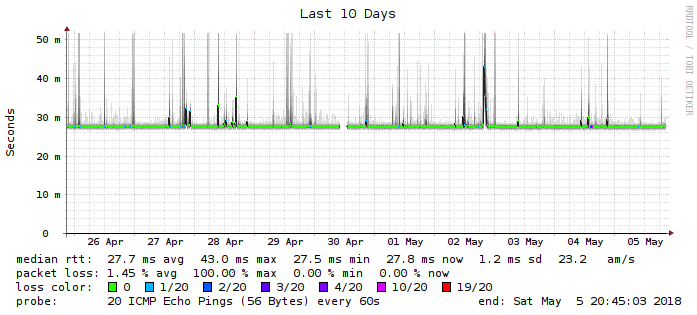 Last 10 Days
RRDTOOL / TOBI OETIKER
Seconds
50 m
40 m
30 m
20 m
10 m
0
26 Apr 27 Apr 28 Apr 29 Apr 30 Apr 01 May 02 May 03 May 04 May 05 May
median rtt: 27.7 ms avg 43.0 ms max 27.5 ms min 27.8 ms now 1.2 ms sd 23.2 am/s
packet loss: 1.45 % avg 100.00 % max 0.00 % min 0.00 % now
loss color: 0 1/20 2/20 3/20 4/20 10/20 19/20
probe: 20 ICMP Echo Pings (56 Bytes) every 60s end: Sat May 5 20:45:03 2018